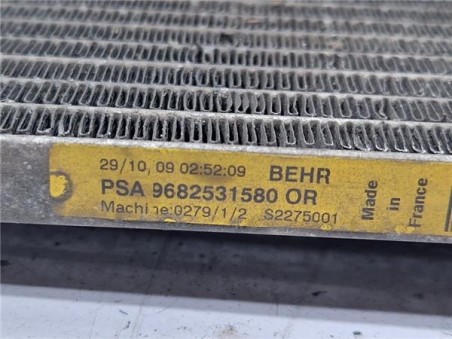 29/10, 09 02:52:09 BEHR
PSA 9682531580 OR
Machine:0279/1/2 S2275001
Made
in
France